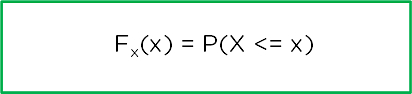 Fₓ(x) = P(X <= x)